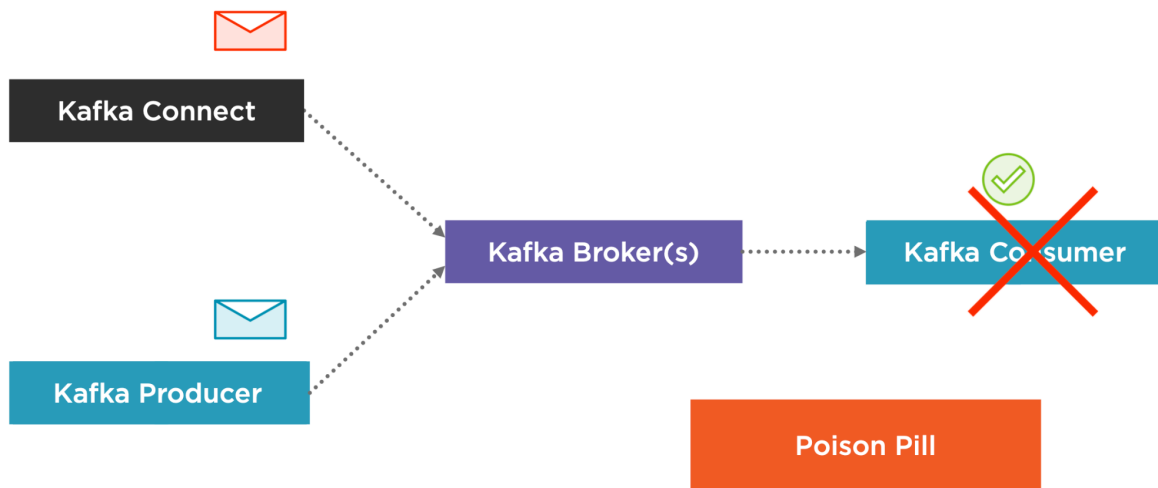 Kafka Connect
Kafka Broker(s)
Kafka Consumer
Kafka Producer
Poison Pill